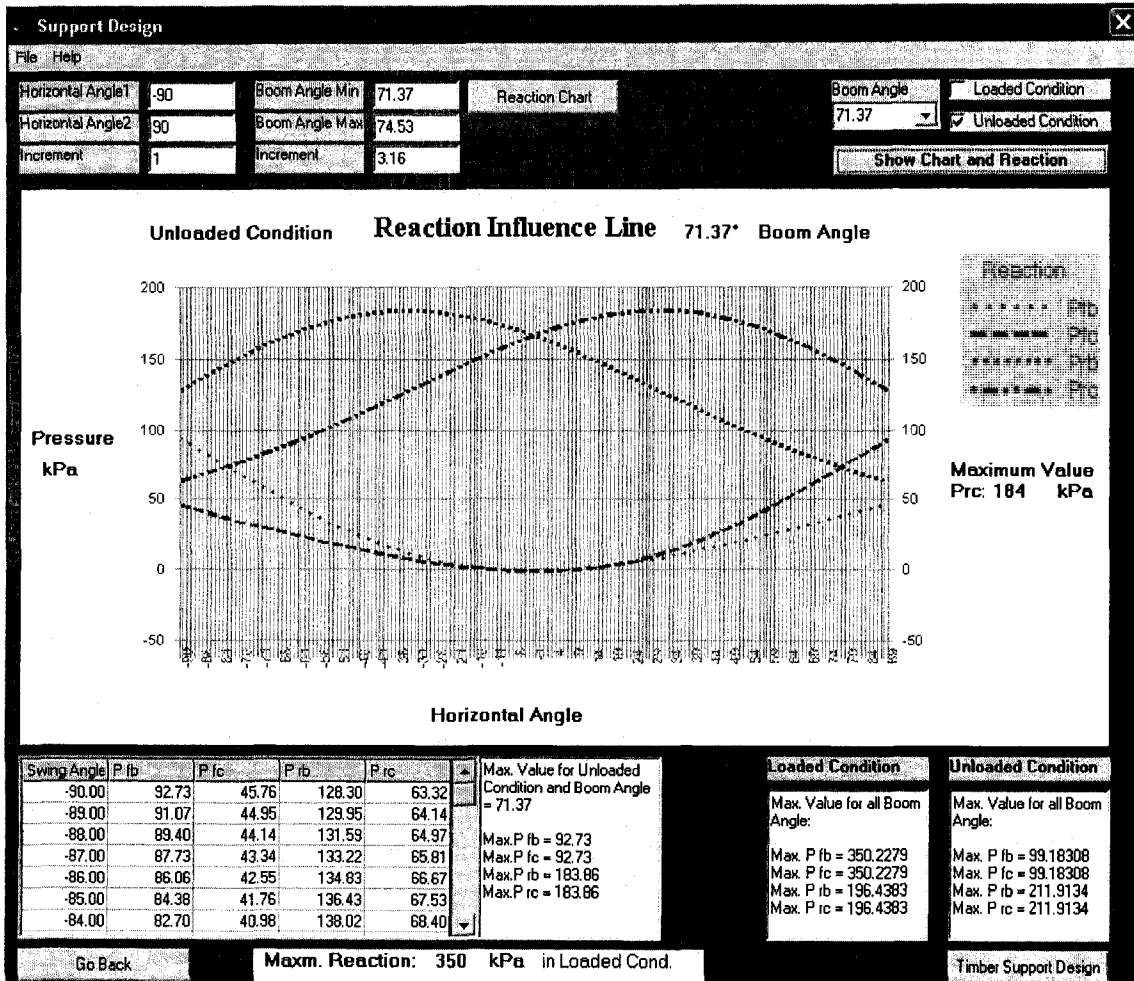 Support Design
File Help
Horizontal Angle1 -90 Boom Angle Min 71.37 Reaction Chart Boom Angle Loaded Condition
Horizontal Angle2 90 Boom Angle Max 74.53 71.37 Unloaded Condition
Increment 1 Increment 3.16 Show Chart and Reaction
Unloaded Condition Reaction Influence Line 71.37° Boom Angle
Reaction
Pfb
Pfc
Prb
Prc
200 200
150 150
100 100
50 50
0 0
-50 -50
Pressure
kPa
Maximum Value
Prc: 184 kPa
Horizontal Angle
Swing Angle P fb P fc P rb P rc
-90.00 92.73 45.76 128.30 63.32
-89.00 91.07 44.95 129.95 64.14
-88.00 89.40 44.14 131.59 64.97
-87.00 87.73 43.34 133.22 65.81
-86.00 86.06 42.55 134.83 66.67
-85.00 84.38 41.76 136.43 67.53
-84.00 82.70 40.98 138.02 68.40
Max. Value for Unloaded
Condition and Boom Angle
= 71.37
Max.P fb = 92.73
Max.P fc = 92.73
Max.P rb = 183.86
Max.P rc = 183.86
Loaded Condition
Max. Value for all Boom
Angle:
Max. P fb = 350.2279
Max. P fc = 350.2279
Max. P rb = 196.4383
Max. P rc = 196.4383
Unloaded Condition
Max. Value for all Boom
Angle:
Max. P fb = 99.18308
Max. P fc = 99.18308
Max. P rb = 211.9134
Max. P rc = 211.9134
Go Back Maxm. Reaction: 350 kPa in Loaded Cond. Timber Support Design